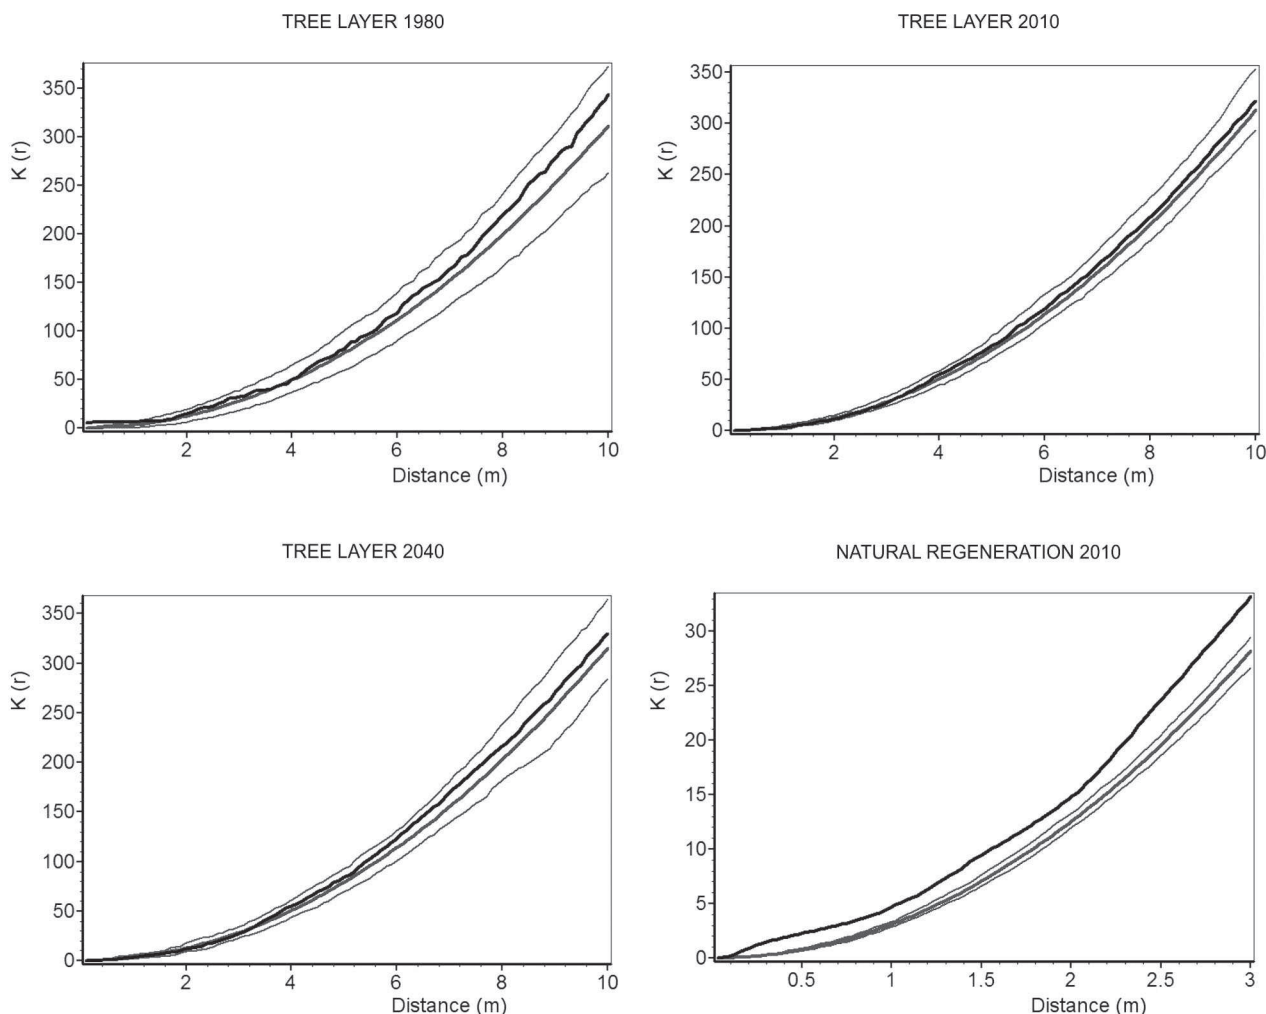 TREE LAYER 1980
K (r)
350
300
250
200
150
100
50
0
2 4 6 8 10
Distance (m)
TREE LAYER 2010
K (r)
350
300
250
200
150
100
50
0
2 4 6 8 10
Distance (m)
TREE LAYER 2040
K (r)
350
300
250
200
150
100
50
0
2 4 6 8 10
Distance (m)
NATURAL REGENERATION 2010
K (r)
30
25
20
15
10
5
0
0.5 1 1.5 2 2.5 3
Distance (m)